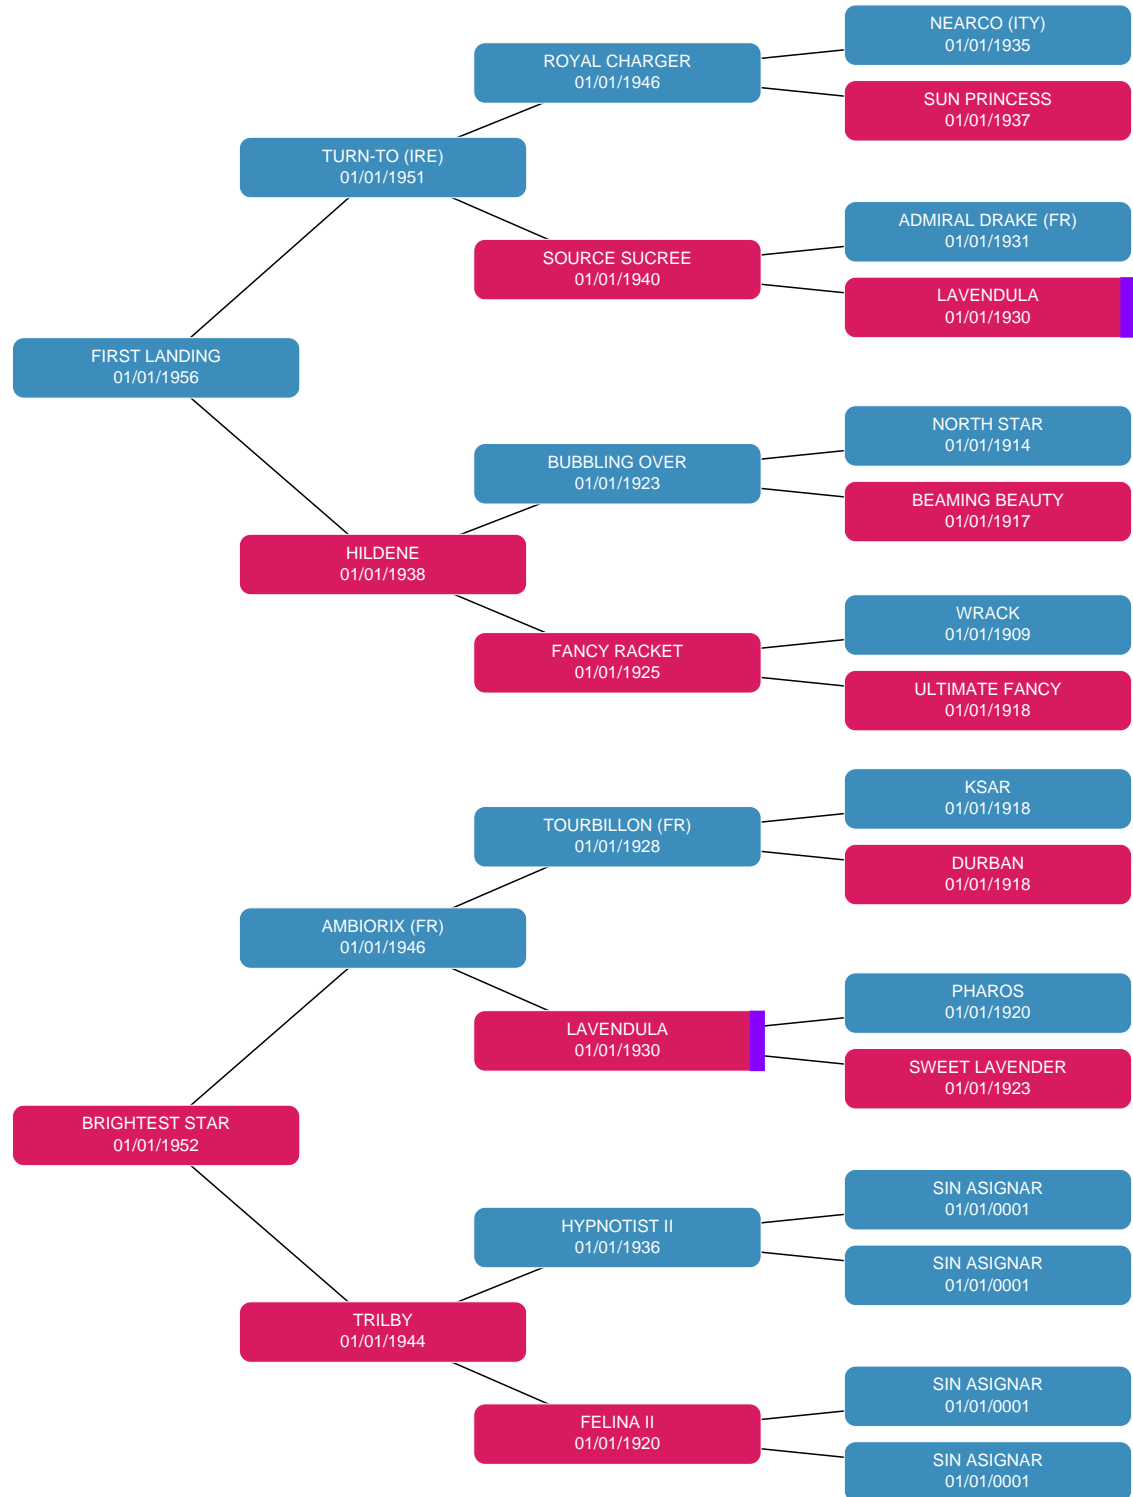 NEARCO (ITY)
01/01/1935
ROYAL CHARGER
01/01/1946
SUN PRINCESS
01/01/1937
TURN-TO (IRE)
01/01/1951
ADMIRAL DRAKE (FR)
01/01/1931
SOURCE SUCREE
01/01/1940
LAVENDULA
01/01/1930
FIRST LANDING
01/01/1956
NORTH STAR
01/01/1914
BUBBLING OVER
01/01/1923
BEAMING BEAUTY
01/01/1917
HILDENE
01/01/1938
WRACK
01/01/1909
FANCY RACKET
01/01/1925
ULTIMATE FANCY
01/01/1918
KSAR
01/01/1918
TOURBILLON (FR)
01/01/1928
DURBAN
01/01/1918
AMBIORIX (FR)
01/01/1946
PHAROS
01/01/1920
LAVENDULA
01/01/1930
SWEET LAVENDER
01/01/1923
BRIGHTEST STAR
01/01/1952
SIN ASIGNAR
01/01/0001
HYPNOTIST II
01/01/1936
SIN ASIGNAR
01/01/0001
TRILBY
01/01/1944
SIN ASIGNAR
01/01/0001
FELINA II
01/01/1920
SIN ASIGNAR
01/01/0001